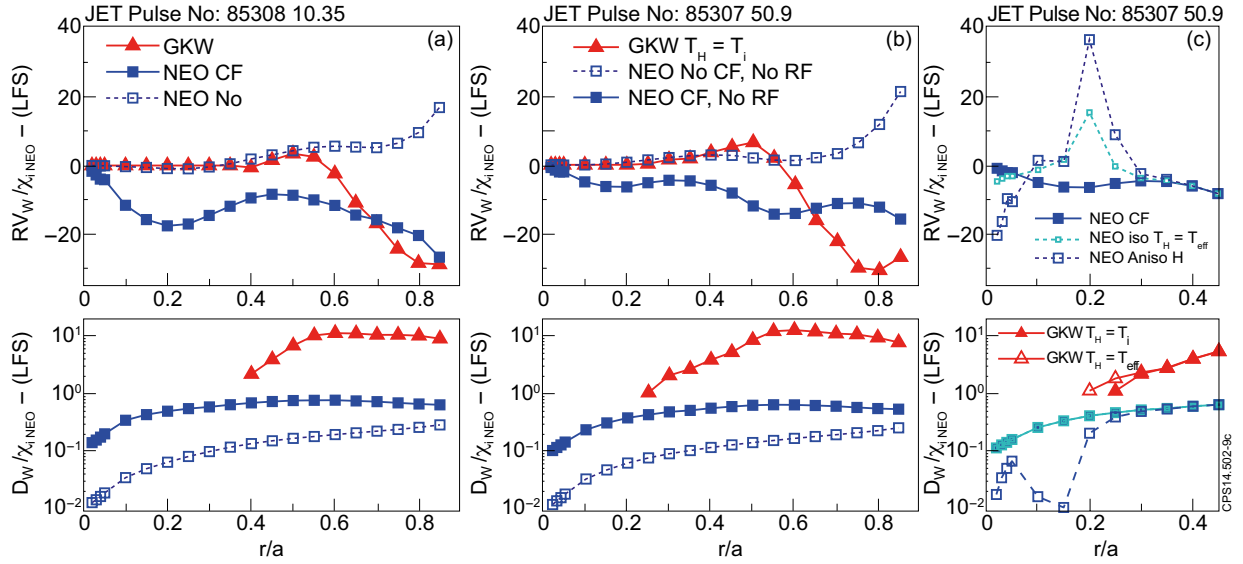 JET Pulse No: 85308 10.35
JET Pulse No: 85307 50.9
JET Pulse No: 85307 50.9
(a)
GKW
NEO CF
NEO No
40
20
0
−20
RV_W/χ_i NEO – (LFS)
0 0.2 0.4 0.6 0.8
(b)
GKW T_H = T_i
NEO No CF, No RF
NEO CF, No RF
40
20
0
−20
RV_W/χ_i NEO – (LFS)
0 0.2 0.4 0.6 0.8
(c)
40
20
0
−20
RV_W/χ_i NEO – (LFS)
NEO CF
NEO iso T_H = T_eff
NEO Aniso H
0 0.2 0.4
10^1
10^0
10^-1
10^-2
D_W/χ_i NEO – (LFS)
0 0.2 0.4 0.6 0.8
r/a
10^1
10^0
10^-1
10^-2
D_W/χ_i NEO – (LFS)
0 0.2 0.4 0.6 0.8
r/a
GKW T_H = T_i
GKW T_H = T_eff
10^1
10^0
10^-1
10^-2
D_W/χ_i NEO – (LFS)
0 0.2 0.4
r/a
CPS14.502-9c